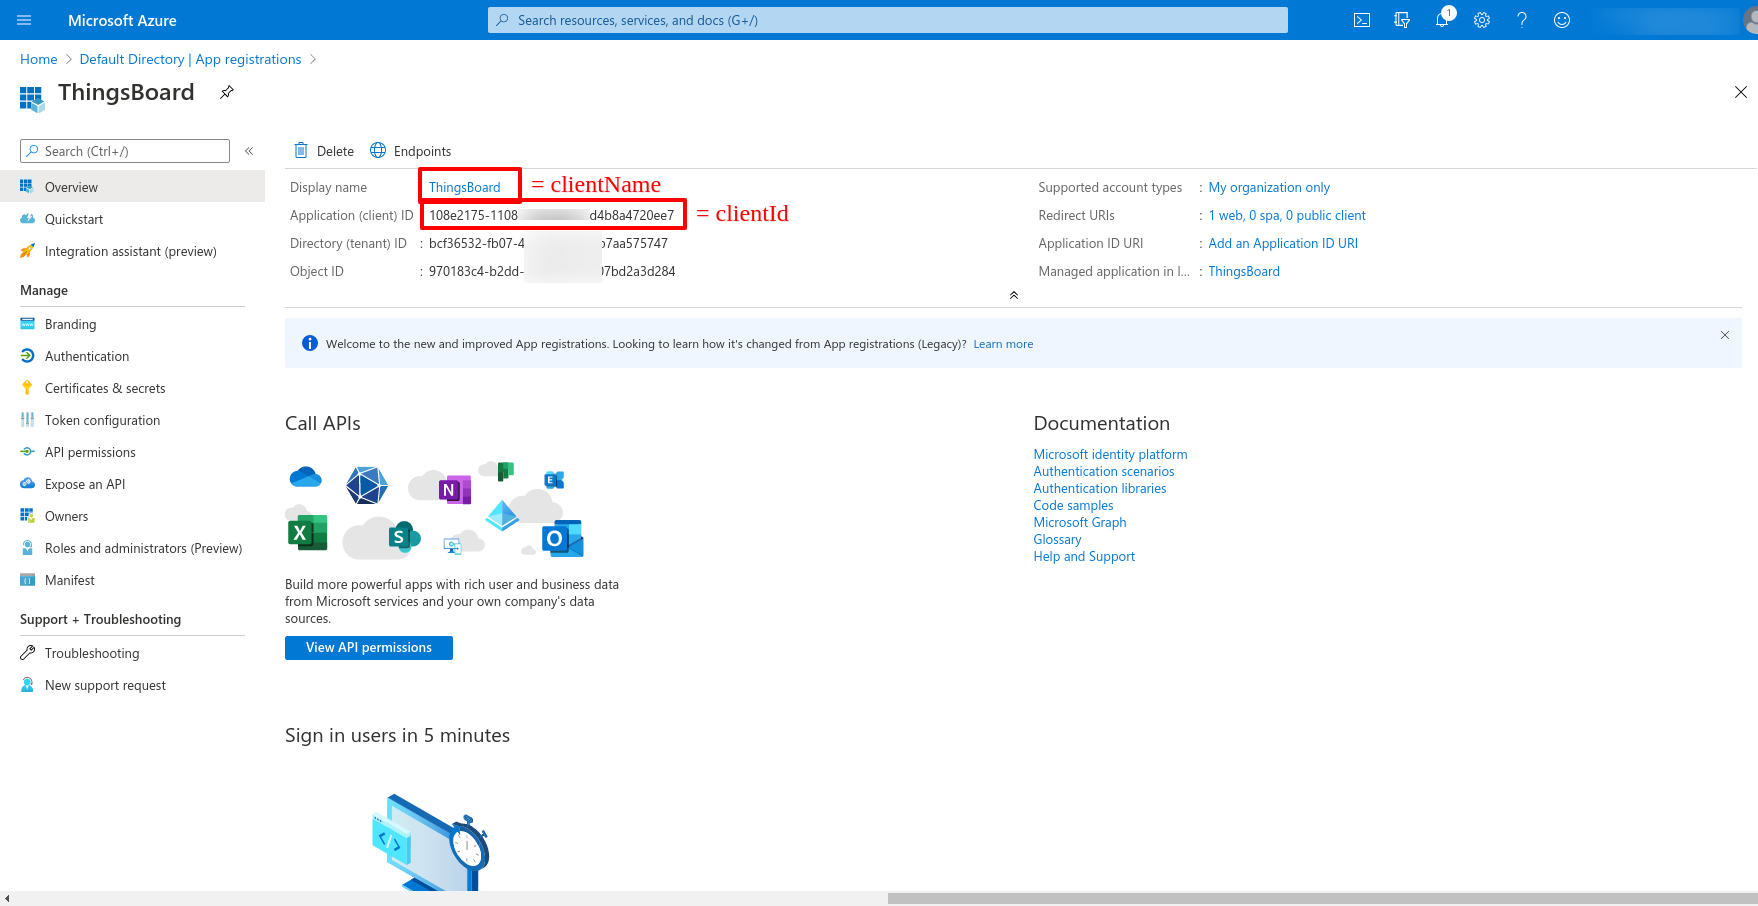 Microsoft Azure
Search resources, services, and docs (G+/)
1
Home > Default Directory | App registrations >
ThingsBoard
Search (Ctrl+/)
«
Overview
Quickstart
Integration assistant (preview)
Manage
Branding
Authentication
Certificates & secrets
Token configuration
API permissions
Expose an API
Owners
Roles and administrators (Preview)
Manifest
Support + Troubleshooting
Troubleshooting
New support request
Delete
Endpoints
Display name ThingsBoard = clientName
Application (client) ID 108e2175-1108 d4b8a4720ee7 = clientId
Directory (tenant) ID : bcf36532-fb07-4 b7aa575747
Object ID : 970183c4-b2dd- 07bd2a3d284
Supported account types : My organization only
Redirect URIs : 1 web, 0 spa, 0 public client
Application ID URI : Add an Application ID URI
Managed application in l... : ThingsBoard
Welcome to the new and improved App registrations. Looking to learn how it's changed from App registrations (Legacy)? Learn more
Call APIs
N
E
X
S
O
Build more powerful apps with rich user and business data
from Microsoft services and your own company's data
sources.
View API permissions
Documentation
Microsoft identity platform
Authentication scenarios
Authentication libraries
Code samples
Microsoft Graph
Glossary
Help and Support
Sign in users in 5 minutes